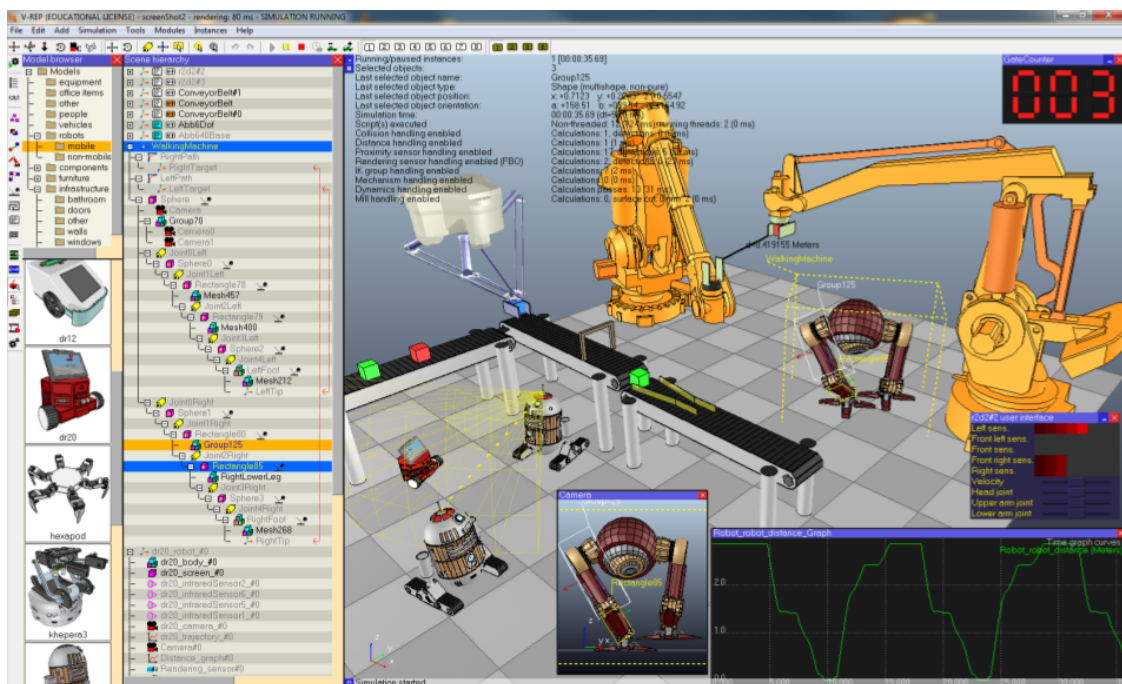 V-REP (EDUCATIONAL LICENSE) - screenShot2 - rendering: 80 ms - SIMULATION RUNNING
File Edit Add Simulation Tools Modules Instances Help
Model browser
Models
equipment
office items
other
people
vehicles
robots
mobile
non-mobile
components
furniture
infrastructure
bathroom
doors
other
walls
windows
dr12
dr20
hexapod
khepera3
Scene hierarchy
r2d2#2
r2d2#3
ConveyorBelt#1
ConveyorBelt
ConveyorBelt#0
Abb6Dof
Abb640Base
WalkingMachine
RightPath
RightTarget
LeftPath
LeftTarget
Sphere
Camera
Group70
Camera0
Camera1
Joint0Left
Sphere0
Joint1Left
Rectangle78
Mesh457
Joint2Left
Rectangle79
Mesh400
Joint3Left
Sphere2
Joint4Left
LeftFoot
Mesh212
LeftTip
Joint0Right
Sphere1
Joint1Right
Rectangle80
Group125
Joint2Right
Rectangle85
RightLowerLeg
Joint3Right
Sphere3
Joint4Right
RightFoot
Mesh268
RightTip
dr20_robot_#0
dr20_body_#0
dr20_screen_#0
dr20_infraredSensor2_#0
dr20_infraredSensor6_#0
dr20_infraredSensor5_#0
dr20_infraredSensor1_#0
dr20_camera_#0
dr20_trajectory_#0
Camera#0
Distance_graph#0
Rendering_sensor#0
Running/paused instances: 1 [00:00:35.69]
Selected objects: 3
Last selected object name: Group125
Last selected object type: Shape (multishape, non-pure)
Last selected object position:
Last selected object orientation:
Simulation time:
Script(s) executed
Collision handling enabled
Distance handling enabled
Proximity sensor handling enabled
Rendering sensor handling enabled (FBO)
IK group handling enabled
Mechanism handling enabled
Dynamics handling enabled
Mill handling enabled
GateCounter
003
d=0.419155 Meters
WalkingMachine
Group125
Rectangle85
r2d2#2 user interface
Left sens.
Front left sens.
Front sens.
Front right sens.
Right sens.
Velocity
Head joint
Upper arm joint
Lower arm joint
Camera
Rectangle85
z
y
x
Robot_robot_distance_Graph
Time graph curves
Robot_robot_distance (Meters)
2.0
1.0
0.0
Simulation started